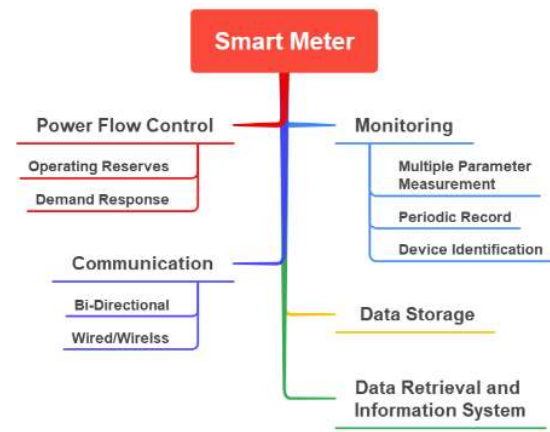 Smart Meter
Power Flow Control
Operating Reserves
Demand Response
Communication
Bi-Directional
Wired/Wirelss
Monitoring
Multiple Parameter
Measurement
Periodic Record
Device Identification
Data Storage
Data Retrieval and
Information System